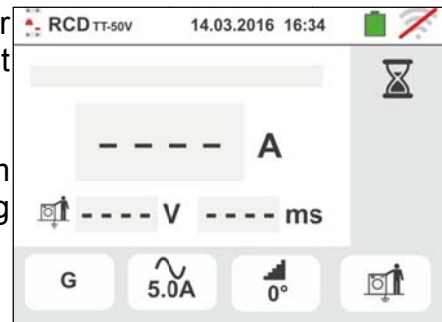 r
t
n
g
RCD TT-50V 14.03.2016 16:34
- - - - A
- - - - V - - - - ms
G 5.0A 0°